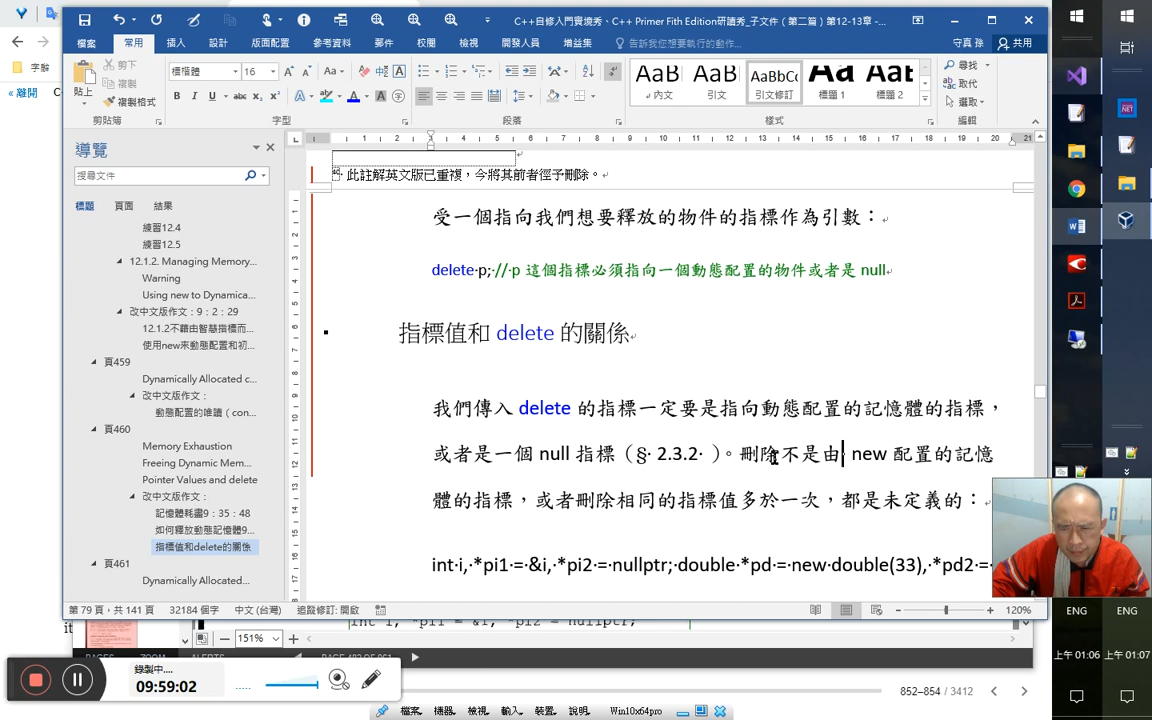 C++自修入門實境秀、C++ Primer Fith Edition研讀秀_子文件（第二篇）第12-13章 -...
檔案 常用 插入 設計 版面配置 參考資料 郵件 校閱 檢視 開發人員 增益集 告訴我您想要執行的動作... 守真 孫 共用
字齡
« 離開
貼上 剪下 複製 複製格式
剪貼簿
標楷體 16
B I U abc x₂ x²
字型
段落
AaB AaB AaBbCc AaB AaB
內文 引文 引文修訂 標題 1 標題 2
樣式
尋找
取代
選取
編輯
導覽
搜尋文件
標題 頁面 結果
練習12.4
練習12.5
12.1.2. Managing Memory...
Warning
Using new to Dynamica...
改中文版作文：9：2：29
12.1.2不藉由智慧指標而...
使用new來動態配置和初...
頁459
Dynamically Allocated c...
改中文版作文：
動態配置的唯讀（con...
頁460
Memory Exhaustion
Freeing Dynamic Mem...
Pointer Values and delete
改中文版作文：
記憶體耗盡9：35：48
如何釋放動態記憶體9...
指標值和delete的關係
頁461
Dynamically Allocated...
此註解英文版已重複，今將其前者徑予刪除。
受一個指向我們想要釋放的物件的指標作為引數：
delete p; // p 這個指標必須指向一個動態配置的物件或者是 null
指標值和 delete 的關係
我們傳入 delete 的指標一定要是指向動態配置的記憶體的指標，
或者是一個 null 指標（§ 2.3.2 ）。刪除不是由 new 配置的記憶
體的指標，或者刪除相同的指標值多於一次，都是未定義的：
int i, *pi1 = &i, *pi2 = nullptr; double *pd = new double(33), *pd2 =
第 79 頁，共 141 頁 32184 個字 中文 (台灣) 追蹤修訂: 開啟 120%
int i, *pi1 = &i, *pi2 = nullptr;
151%
錄製中....
09:59:02
852–854 / 3412
檔案 機器 檢視 輸入 裝置 說明 Win10x64pro
ENG ENG
上午 01:06 上午 01:07